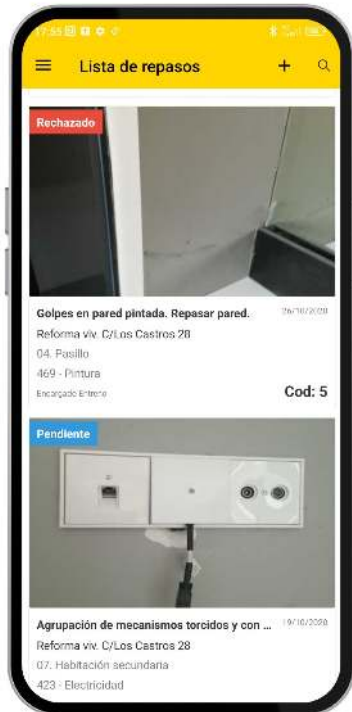 17:55
Lista de repasos
Rechazado
Golpes en pared pintada. Repasar pared.
26/10/2020
Reforma viv. C/Los Castros 28
04. Pasillo
469 - Pintura
Encargado Entreno
Cod: 5
Pendiente
Agrupación de mecanismos torcidos y con ...
19/10/2020
Reforma viv. C/Los Castros 28
07. Habitación secundaria
423 - Electricidad